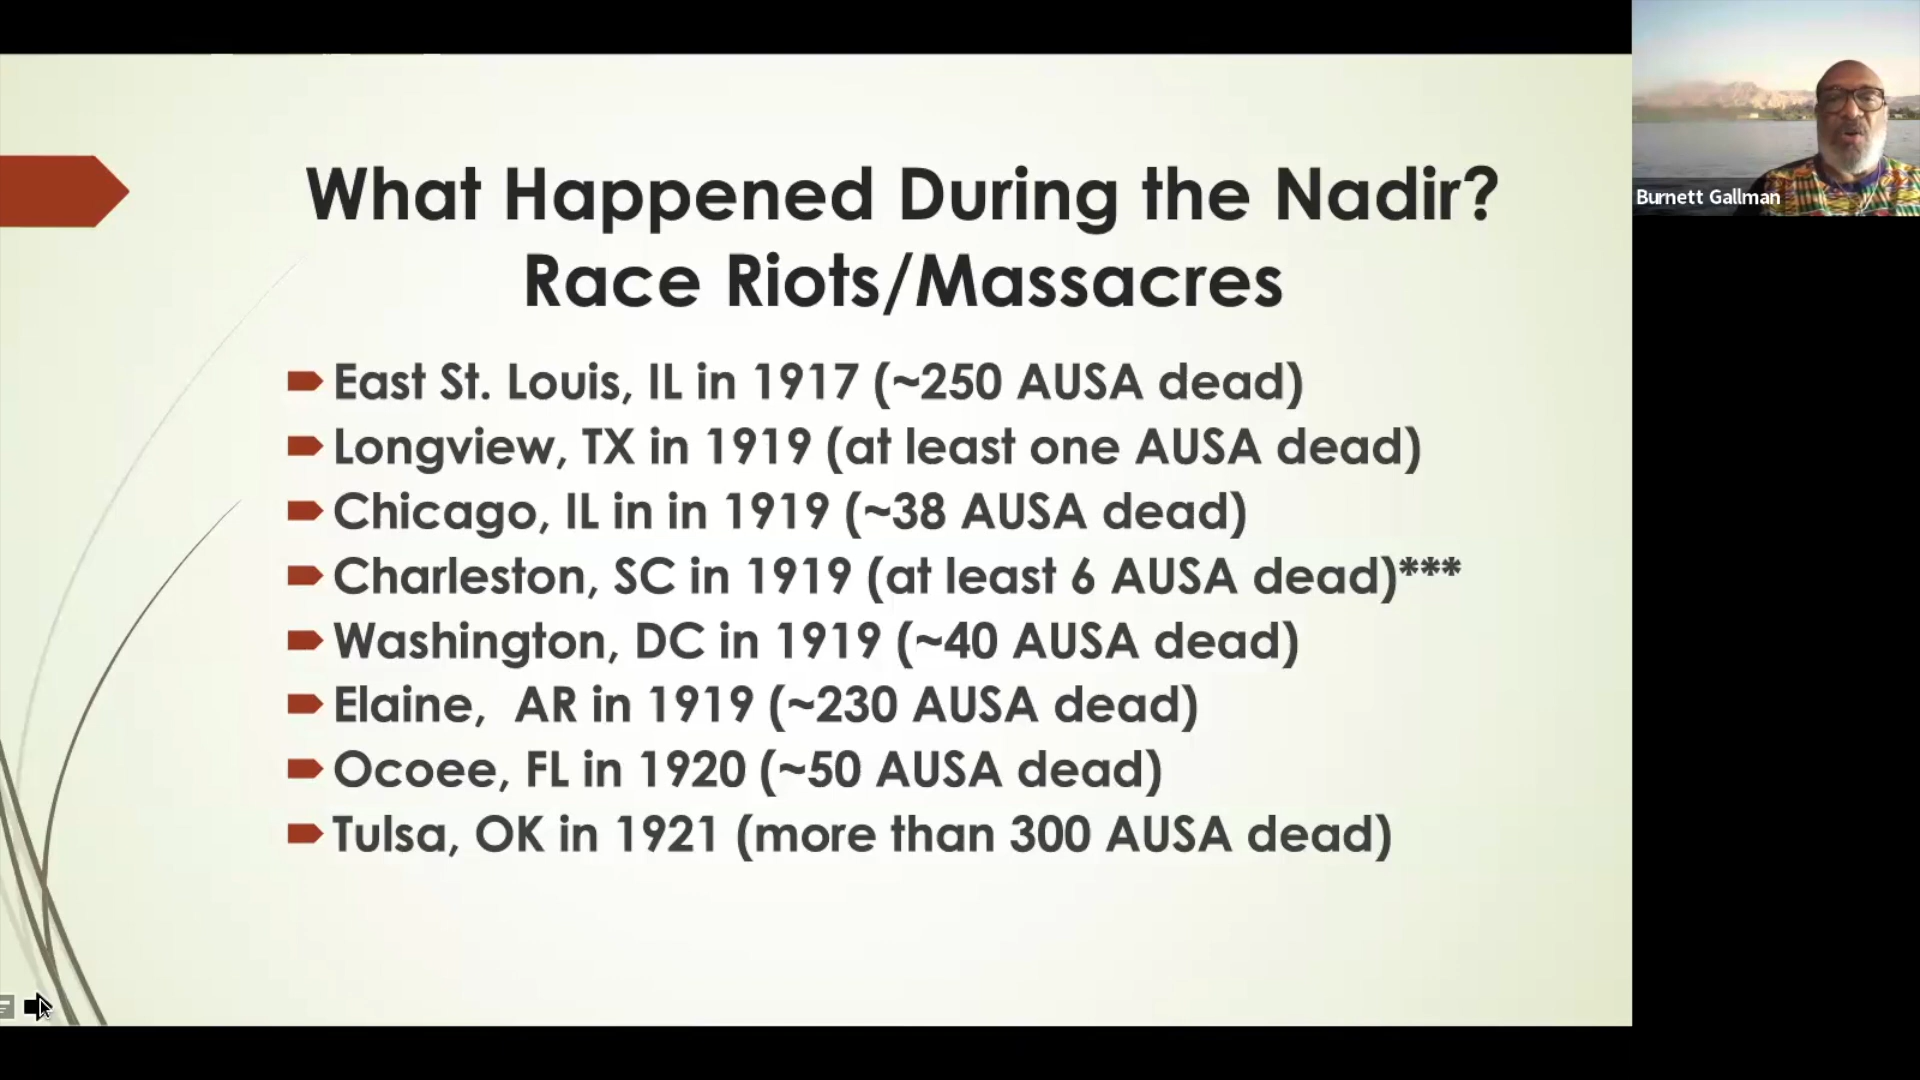 What Happened During the Nadir?
Race Riots/Massacres
East St. Louis, IL in 1917 (~250 AUSA dead)
Longview, TX in 1919 (at least one AUSA dead)
Chicago, IL in in 1919 (~38 AUSA dead)
Charleston, SC in 1919 (at least 6 AUSA dead)***
Washington, DC in 1919 (~40 AUSA dead)
Elaine,  AR in 1919 (~230 AUSA dead)
Ocoee, FL in 1920 (~50 AUSA dead)
Tulsa, OK in 1921 (more than 300 AUSA dead)
Burnett Gallman